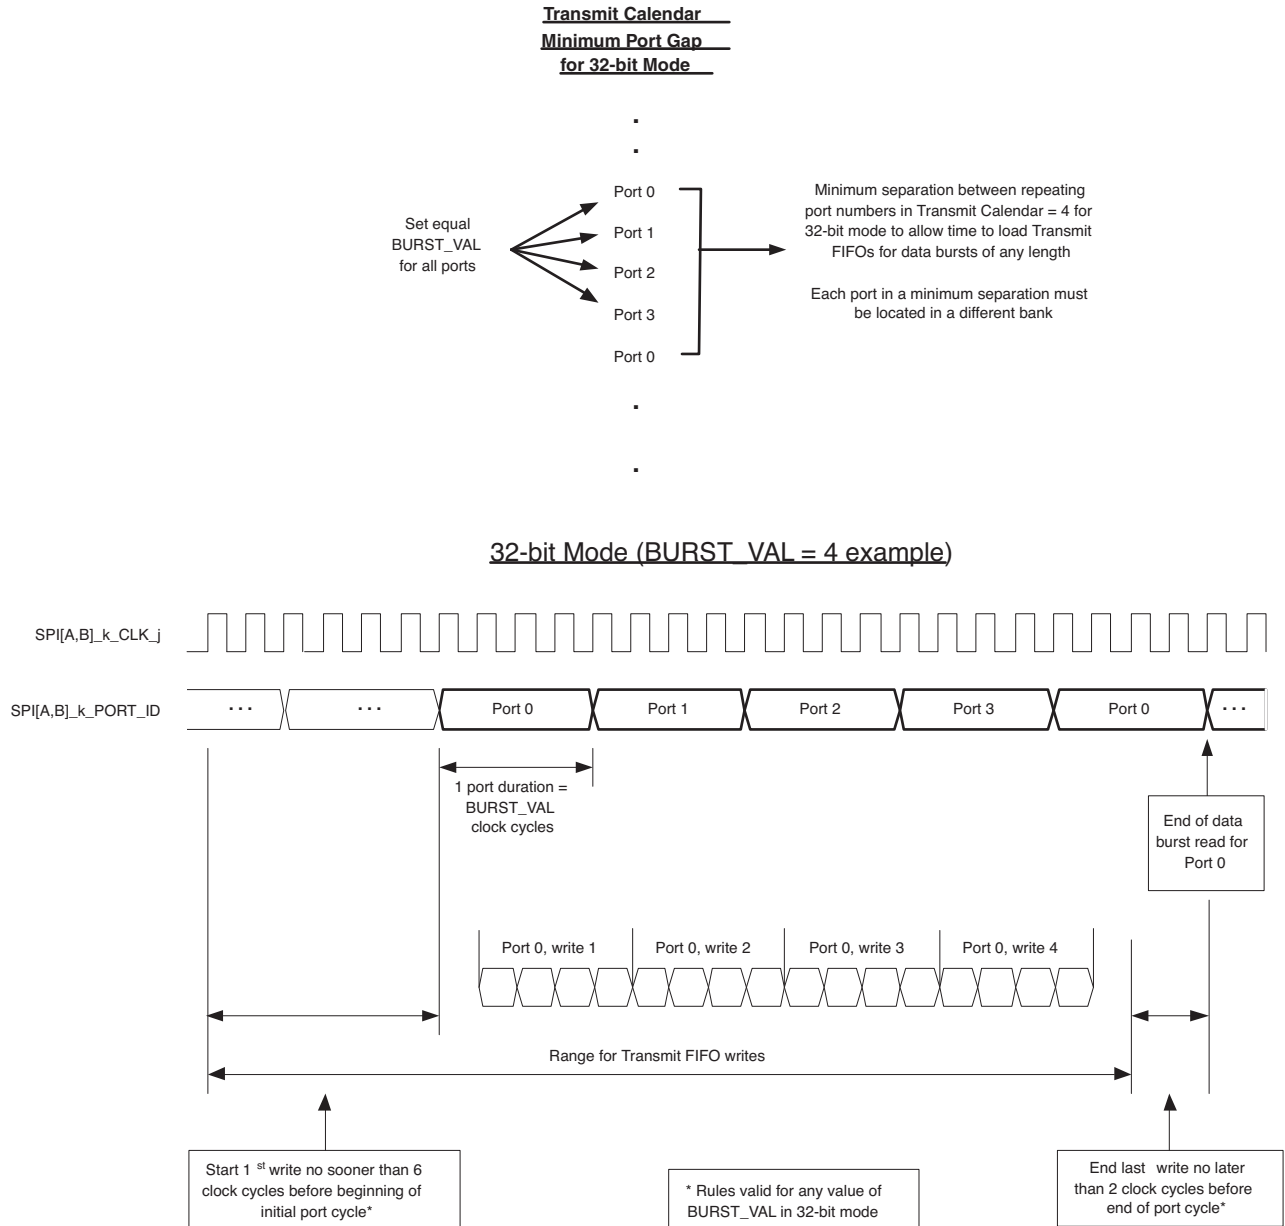 Transmit Calendar
Minimum Port Gap
for 32-bit Mode
.
.
Port 0
Port 1
Port 2
Port 3
Port 0
.
.
Set equal
BURST_VAL
for all ports
Minimum separation between repeating
port numbers in Transmit Calendar = 4 for
32-bit mode to allow time to load Transmit
FIFOs for data bursts of any length
Each port in a minimum separation must
be located in a different bank
32-bit Mode (BURST_VAL = 4 example)
SPI[A,B]_k_CLK_j
SPI[A,B]_k_PORT_ID
... ... Port 0 Port 1 Port 2 Port 3 Port 0 ...
1 port duration =
BURST_VAL
clock cycles
End of data
burst read for
Port 0
Port 0, write 1 Port 0, write 2 Port 0, write 3 Port 0, write 4
Range for Transmit FIFO writes
Start 1 st write no sooner than 6
clock cycles before beginning of
initial port cycle*
* Rules valid for any value of
BURST_VAL in 32-bit mode
End last write no later
than 2 clock cycles before
end of port cycle*